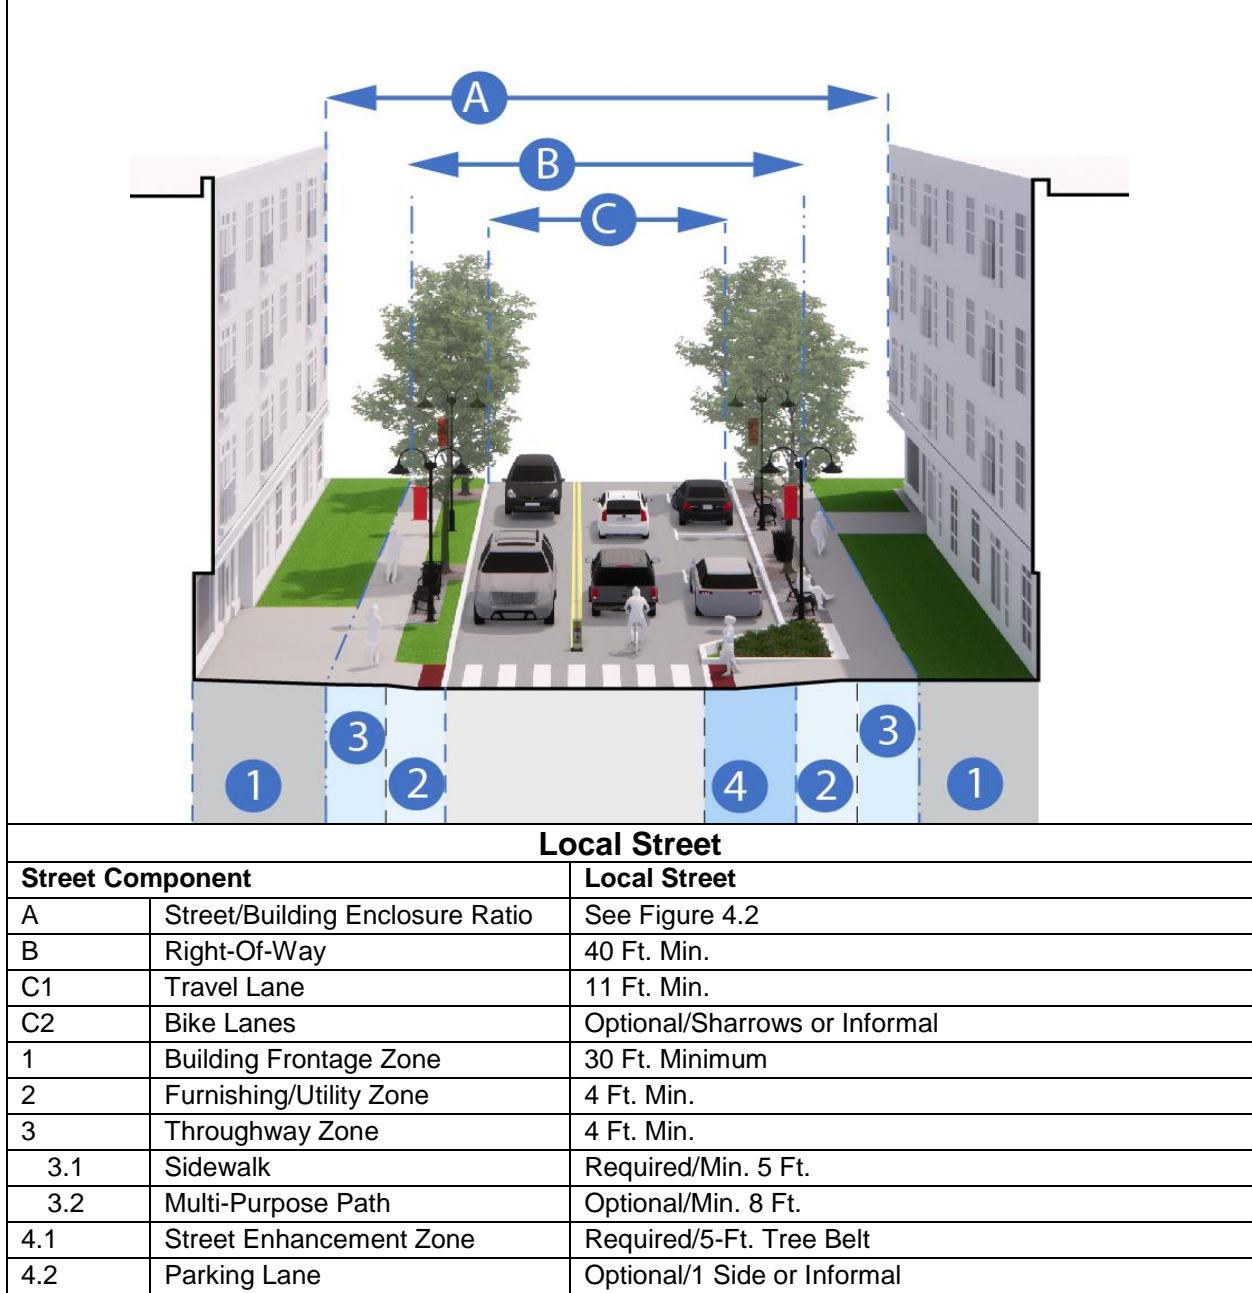 A
B
C
3
3
1
2
4
2
1
Local Street
Street Component Local Street
A Street/Building Enclosure Ratio See Figure 4.2
B Right-Of-Way 40 Ft. Min.
C1 Travel Lane 11 Ft. Min.
C2 Bike Lanes Optional/Sharrows or Informal
1 Building Frontage Zone 30 Ft. Minimum
2 Furnishing/Utility Zone 4 Ft. Min.
3 Throughway Zone 4 Ft. Min.
3.1 Sidewalk Required/Min. 5 Ft.
3.2 Multi-Purpose Path Optional/Min. 8 Ft.
4.1 Street Enhancement Zone Required/5-Ft. Tree Belt
4.2 Parking Lane Optional/1 Side or Informal